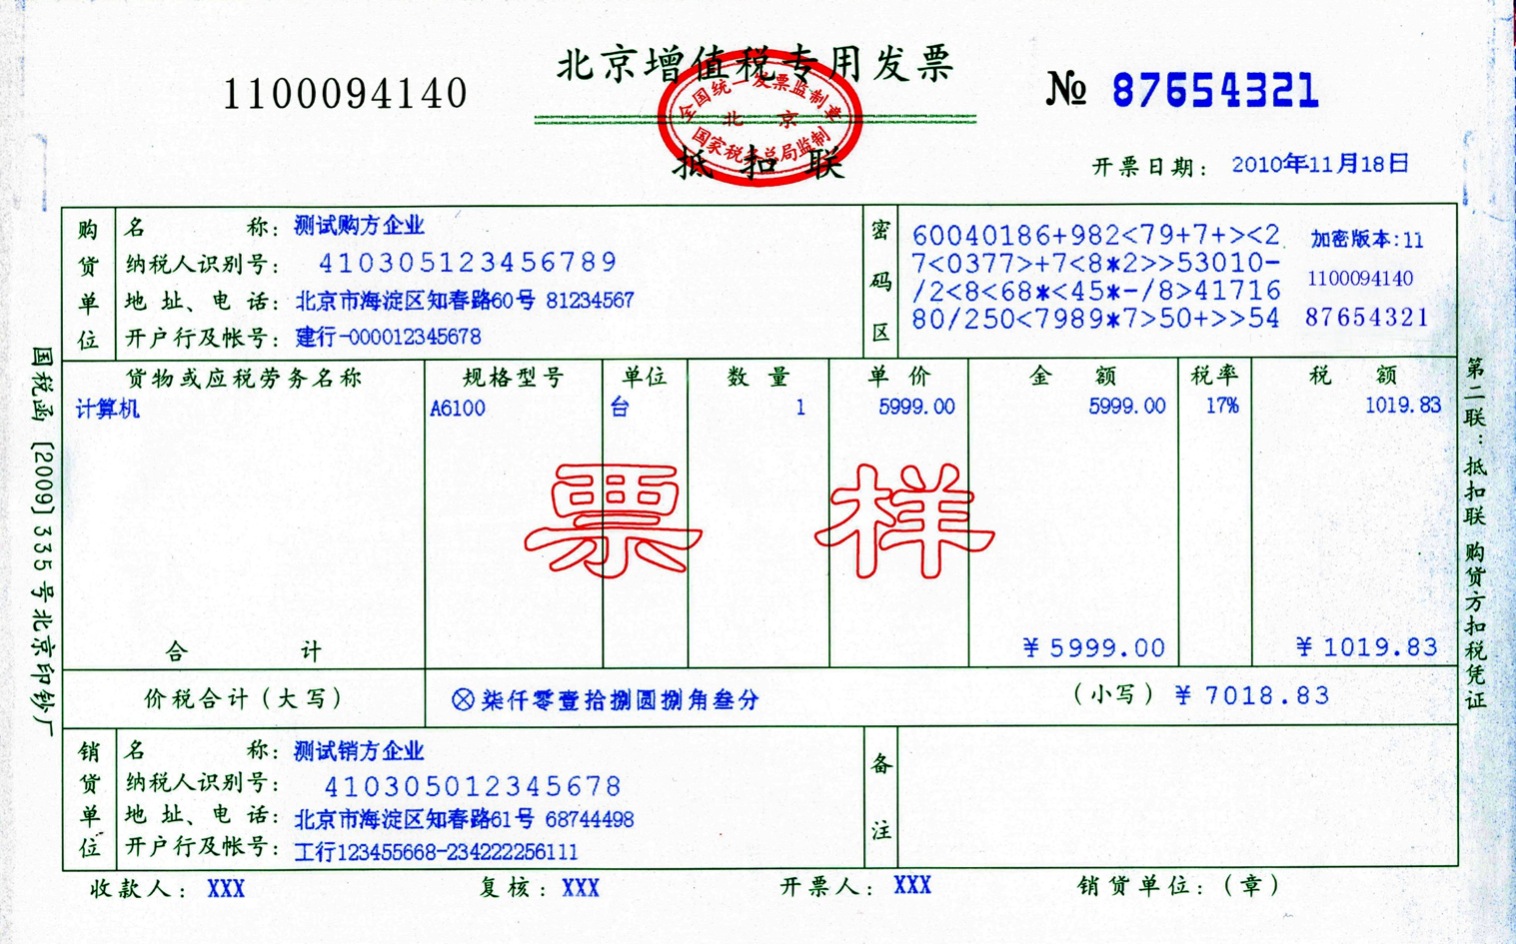 1100094140
北京增值税专用发票
№ 87654321
全国统一发票监制章
北 京
国家税务总局监制
抵 扣 联
开票日期: 2010年11月18日
购货单位
名 称: 测试购方企业
纳税人识别号: 410305123456789
地 址、电 话: 北京市海淀区知春路60号 81234567
开户行及帐号: 建行-000012345678
密码区
60040186+982<79+7+><2 加密版本:11
7<0377>+7<8*2>>53010- 1100094140
/2<8<68*<45*-/8>41716
80/250<7989*7>50+>>54 87654321
货物或应税劳务名称 规格型号 单位 数 量 单 价 金 额 税率 税 额
计算机 A6100 台 1 5999.00 5999.00 17% 1019.83
票 样
合 计 ¥5999.00 ¥1019.83
价税合计(大写) ⊗柒仟零壹拾捌圆捌角叁分 (小写) ¥ 7018.83
销货单位
名 称: 测试销方企业
纳税人识别号: 410305012345678
地 址、电 话: 北京市海淀区知春路61号 68744498
开户行及帐号: 工行123455668-234222256111
备注
收款人: XXX 复核: XXX 开票人: XXX 销货单位:(章)
国税函〔2009〕335号北京印钞厂
第二联:抵扣联 购货方扣税凭证